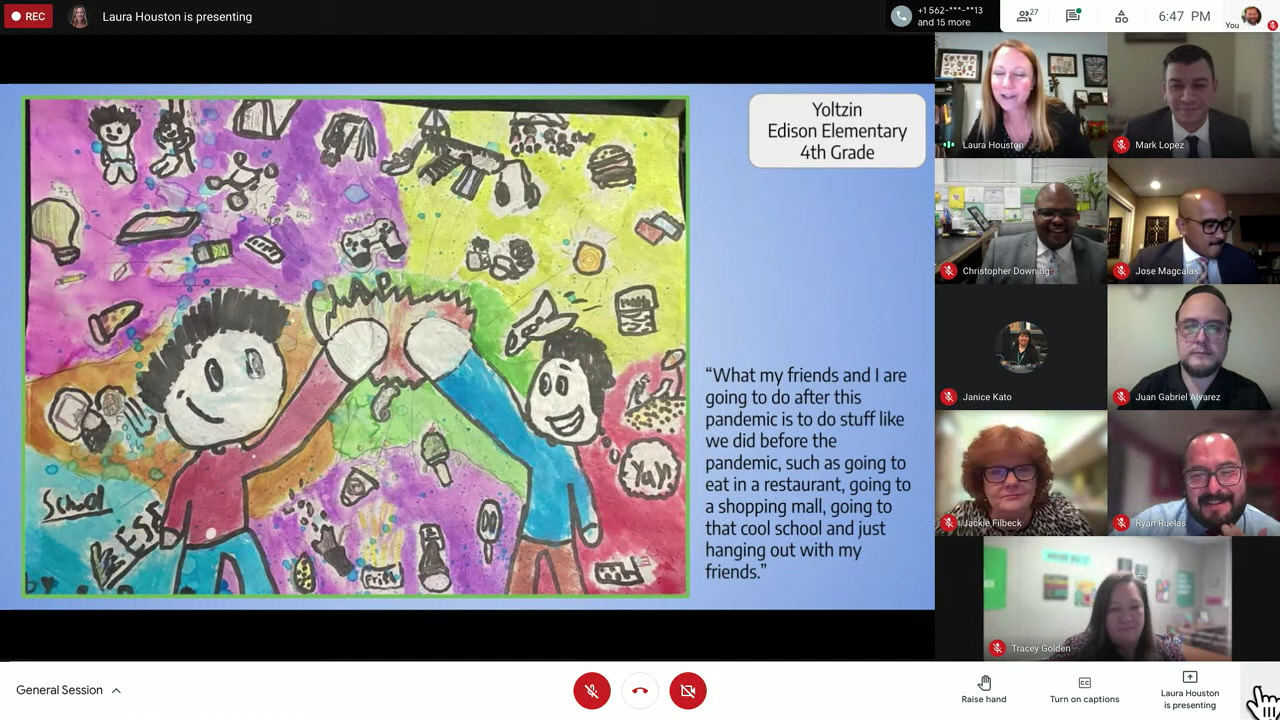 REC
Laura Houston is presenting
+1 562-***-**13
and 15 more
27
6:47 PM
You
Yoltzin
Edison Elementary
4th Grade
“What my friends and I are
going to do after this
pandemic is to do stuff like
we did before the
pandemic, such as going to
eat in a restaurant, going to
a shopping mall, going to
that cool school and just
hanging out with my
friends.”
School
Yay!
Laura Houston
Mark Lopez
Christopher Downing
Jose Magcalas
Janice Kato
Juan Gabriel Alvarez
Jackie Filbeck
Ryan Ruelas
Tracey Golden
General Session
Raise hand
CC
Turn on captions
Laura Houston
is presenting